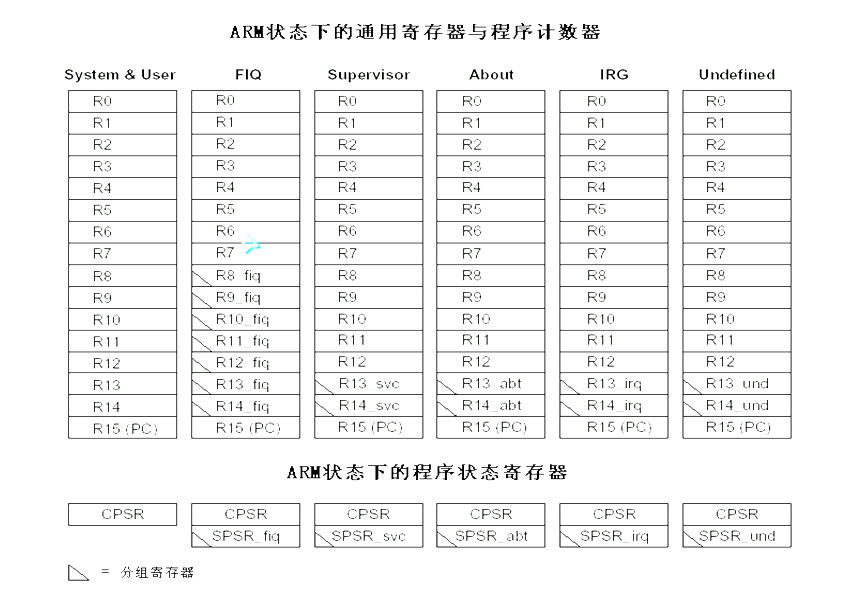 ARM状态下的通用寄存器与程序计数器
System & User FIQ Supervisor About IRG Undefined
R0 R0 R0 R0 R0 R0
R1 R1 R1 R1 R1 R1
R2 R2 R2 R2 R2 R2
R3 R3 R3 R3 R3 R3
R4 R4 R4 R4 R4 R4
R5 R5 R5 R5 R5 R5
R6 R6 R6 R6 R6 R6
R7 R7 R7 R7 R7 R7
R8 R8_fiq R8 R8 R8 R8
R9 R9_fiq R9 R9 R9 R9
R10 R10_fiq R10 R10 R10 R10
R11 R11_fiq R11 R11 R11 R11
R12 R12_fiq R12 R12 R12 R12
R13 R13_fiq R13_svc R13_abt R13_irq R13_und
R14 R14_fiq R14_svc R14_abt R14_irq R14_und
R15 (PC) R15 (PC) R15 (PC) R15 (PC) R15 (PC) R15 (PC)
ARM状态下的程序状态寄存器
CPSR CPSR CPSR CPSR CPSR CPSR
SPSR_fiq SPSR_svc SPSR_abt SPSR_irq SPSR_und
= 分组寄存器